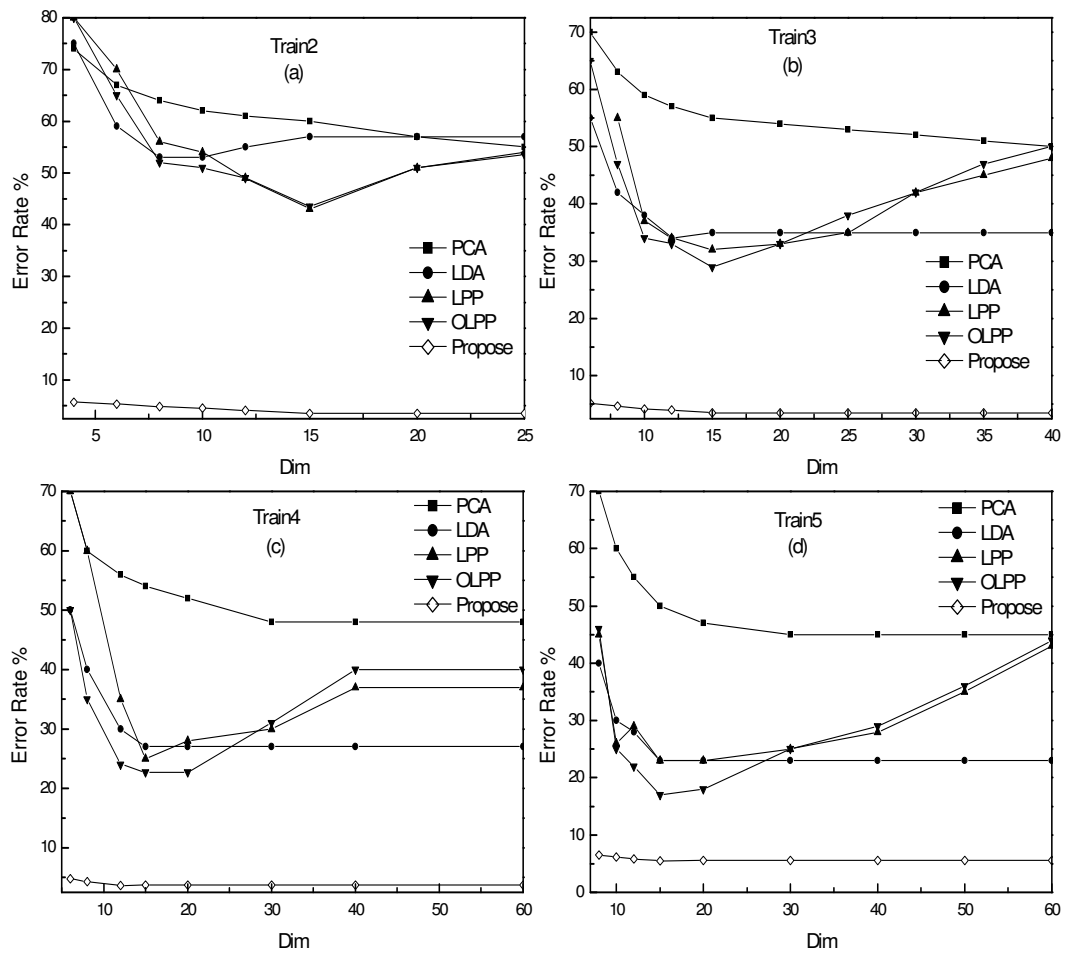 Train2
(a)
Error Rate %
80
70
60
50
40
30
20
10
PCA
LDA
LPP
OLPP
Propose
5 10 15 20 25
Dim
Train3
(b)
Error Rate %
70
60
50
40
30
20
10
PCA
LDA
LPP
OLPP
Propose
10 15 20 25 30 35 40
Dim
Train4
(c)
Error Rate %
70
60
50
40
30
20
10
PCA
LDA
LPP
OLPP
Propose
10 20 30 40 50 60
Dim
Train5
(d)
Error Rate %
70
60
50
40
30
20
10
0
PCA
LDA
LPP
OLPP
Propose
10 20 30 40 50 60
Dim